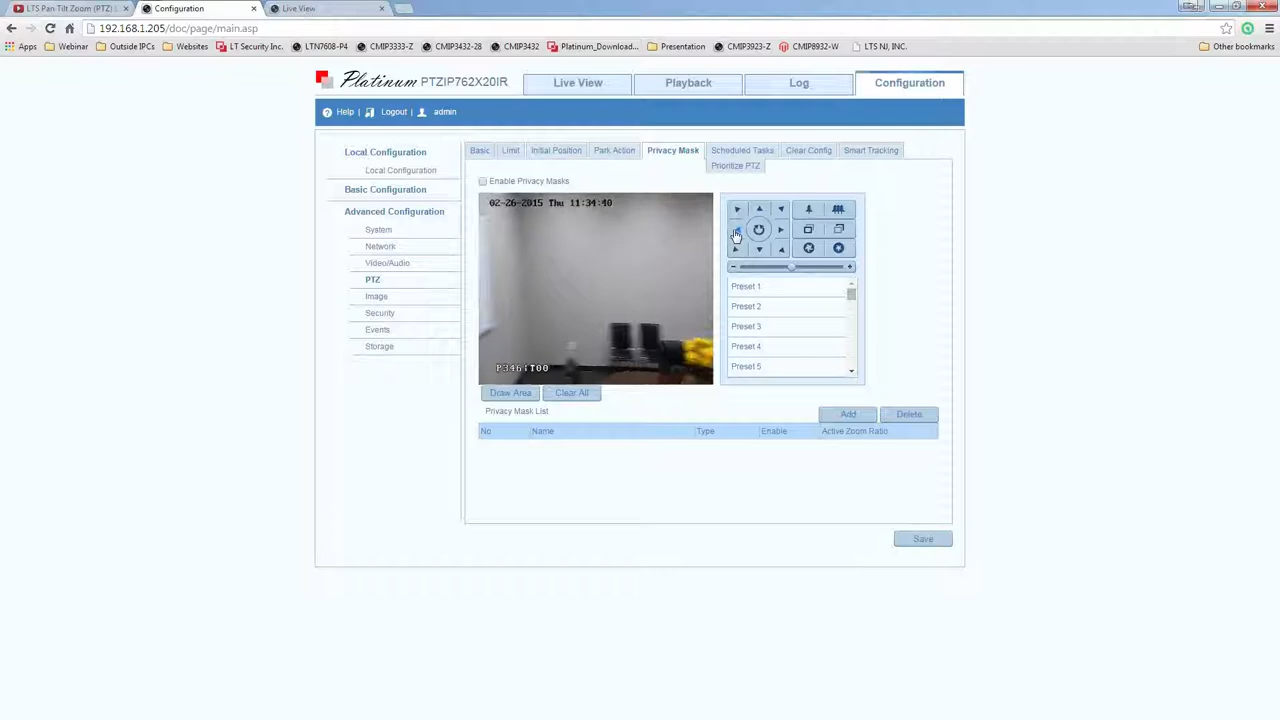 LTS Pan Tilt Zoom (PTZ)
Configuration
Live View
192.168.1.205/doc/page/main.asp
Apps
Webinar
Outside IPCs
Websites
LT Security Inc.
LTN7608-P4
CMIP3333-Z
CMIP3432-28
CMIP3432
Platinum_Download...
Presentation
CMIP3923-Z
CMIP8932-W
LTS NJ, INC.
Other bookmarks
Platinum PTZIP762X20IR
Live View
Playback
Log
Configuration
Help
Logout
admin
Local Configuration
Local Configuration
Basic Configuration
Advanced Configuration
System
Network
Video/Audio
PTZ
Image
Security
Events
Storage
Basic
Limit
Initial Position
Park Action
Privacy Mask
Scheduled Tasks
Clear Config
Smart Tracking
Prioritize PTZ
Enable Privacy Masks
02-26-2015 Thu 11:34:40
P346:T00
Preset 1
Preset 2
Preset 3
Preset 4
Preset 5
Draw Area
Clear All
Privacy Mask List
Add
Delete
No Name Type Enable Active Zoom Ratio
Save